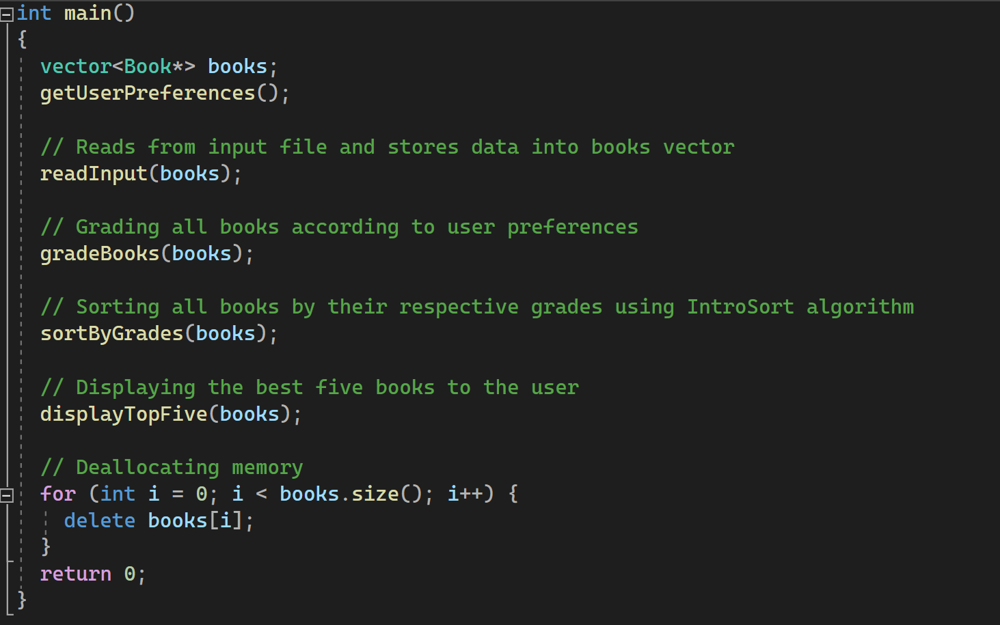 int main()
{
vector<Book*> books;
getUserPreferences();
// Reads from input file and stores data into books vector
readInput(books);
// Grading all books according to user preferences
gradeBooks(books);
// Sorting all books by their respective grades using IntroSort algorithm
sortByGrades(books);
// Displaying the best five books to the user
displayTopFive(books);
// Deallocating memory
for (int i = 0; i < books.size(); i++) {
delete books[i];
}
return 0;
}